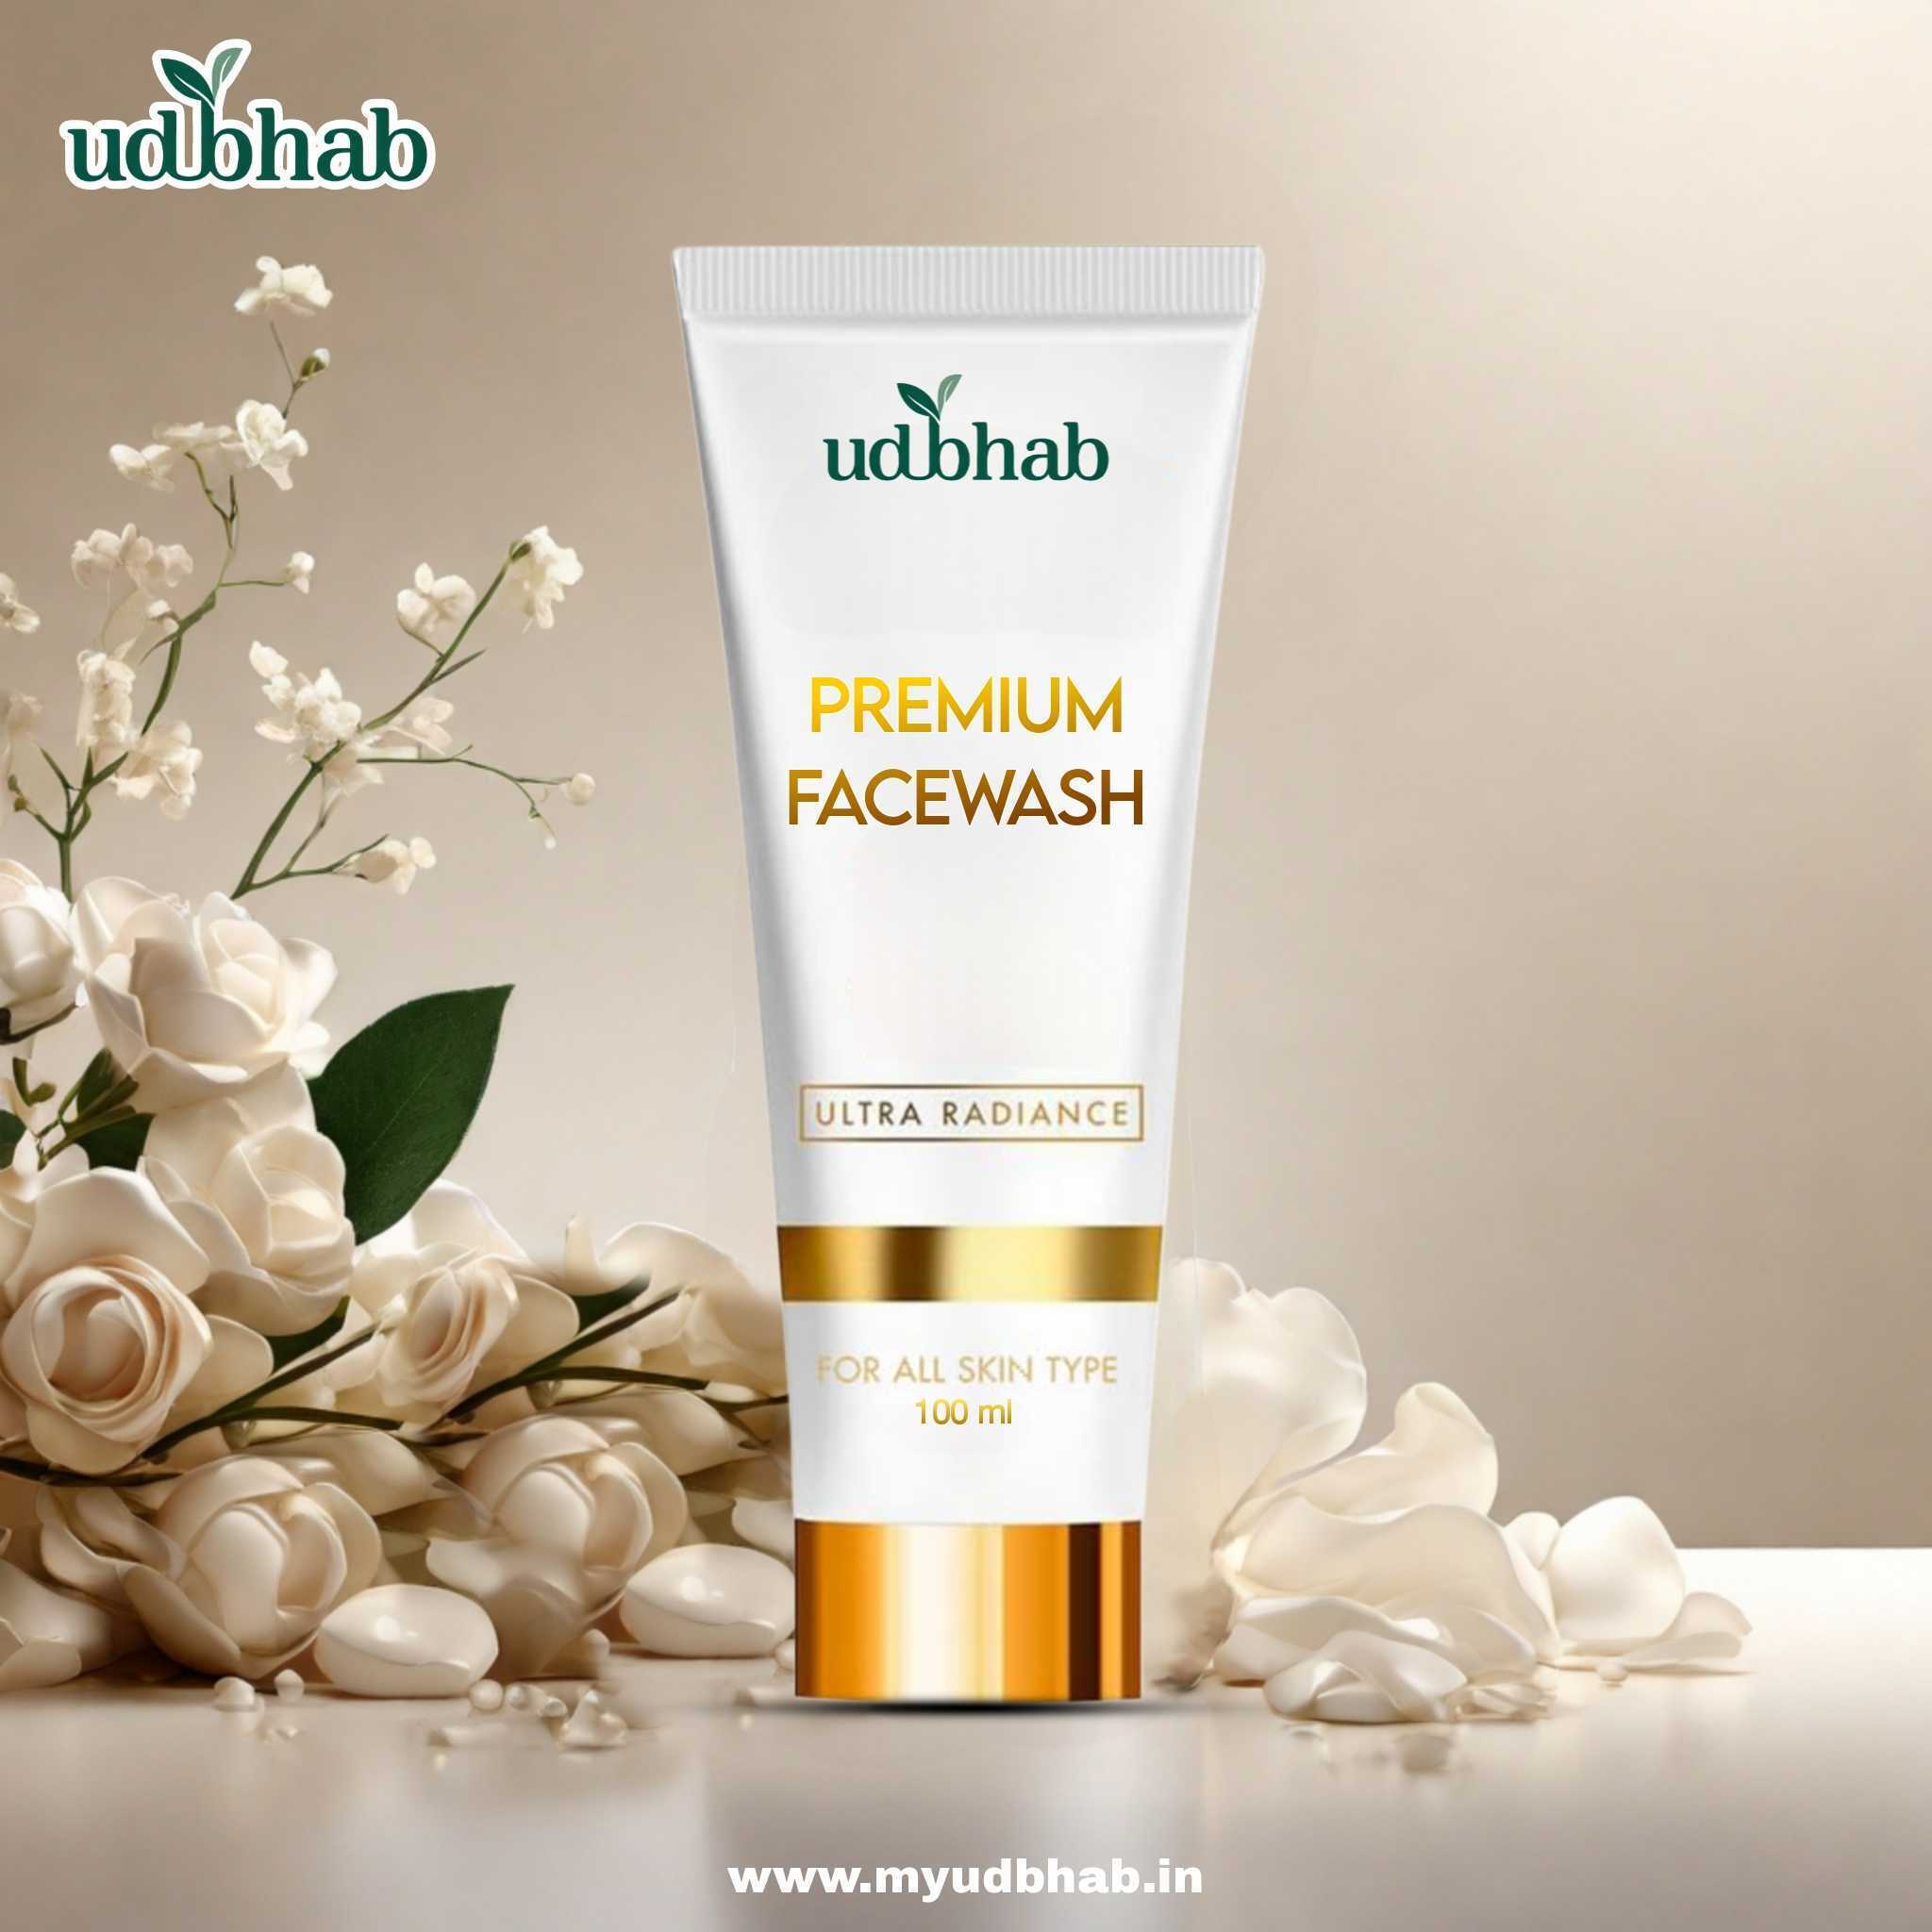 udbhab
udbhab
PREMIUM
FACEWASH
ULTRA RADIANCE
FOR ALL SKIN TYPE
100 ml
www.myudbhab.in